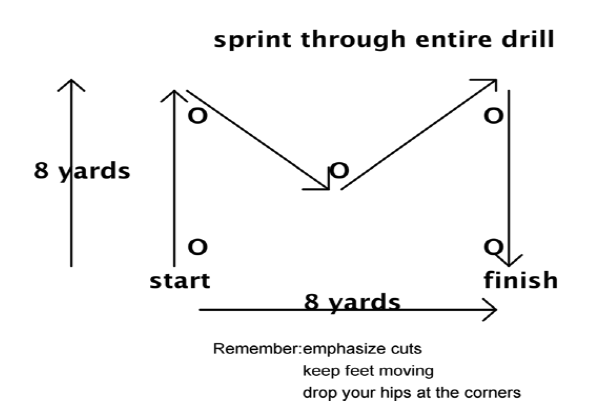 sprint through entire drill
O
O
8 yards
O
O
O
start
finish
8 yards
Remember:emphasize cuts
keep feet moving
drop your hips at the corners